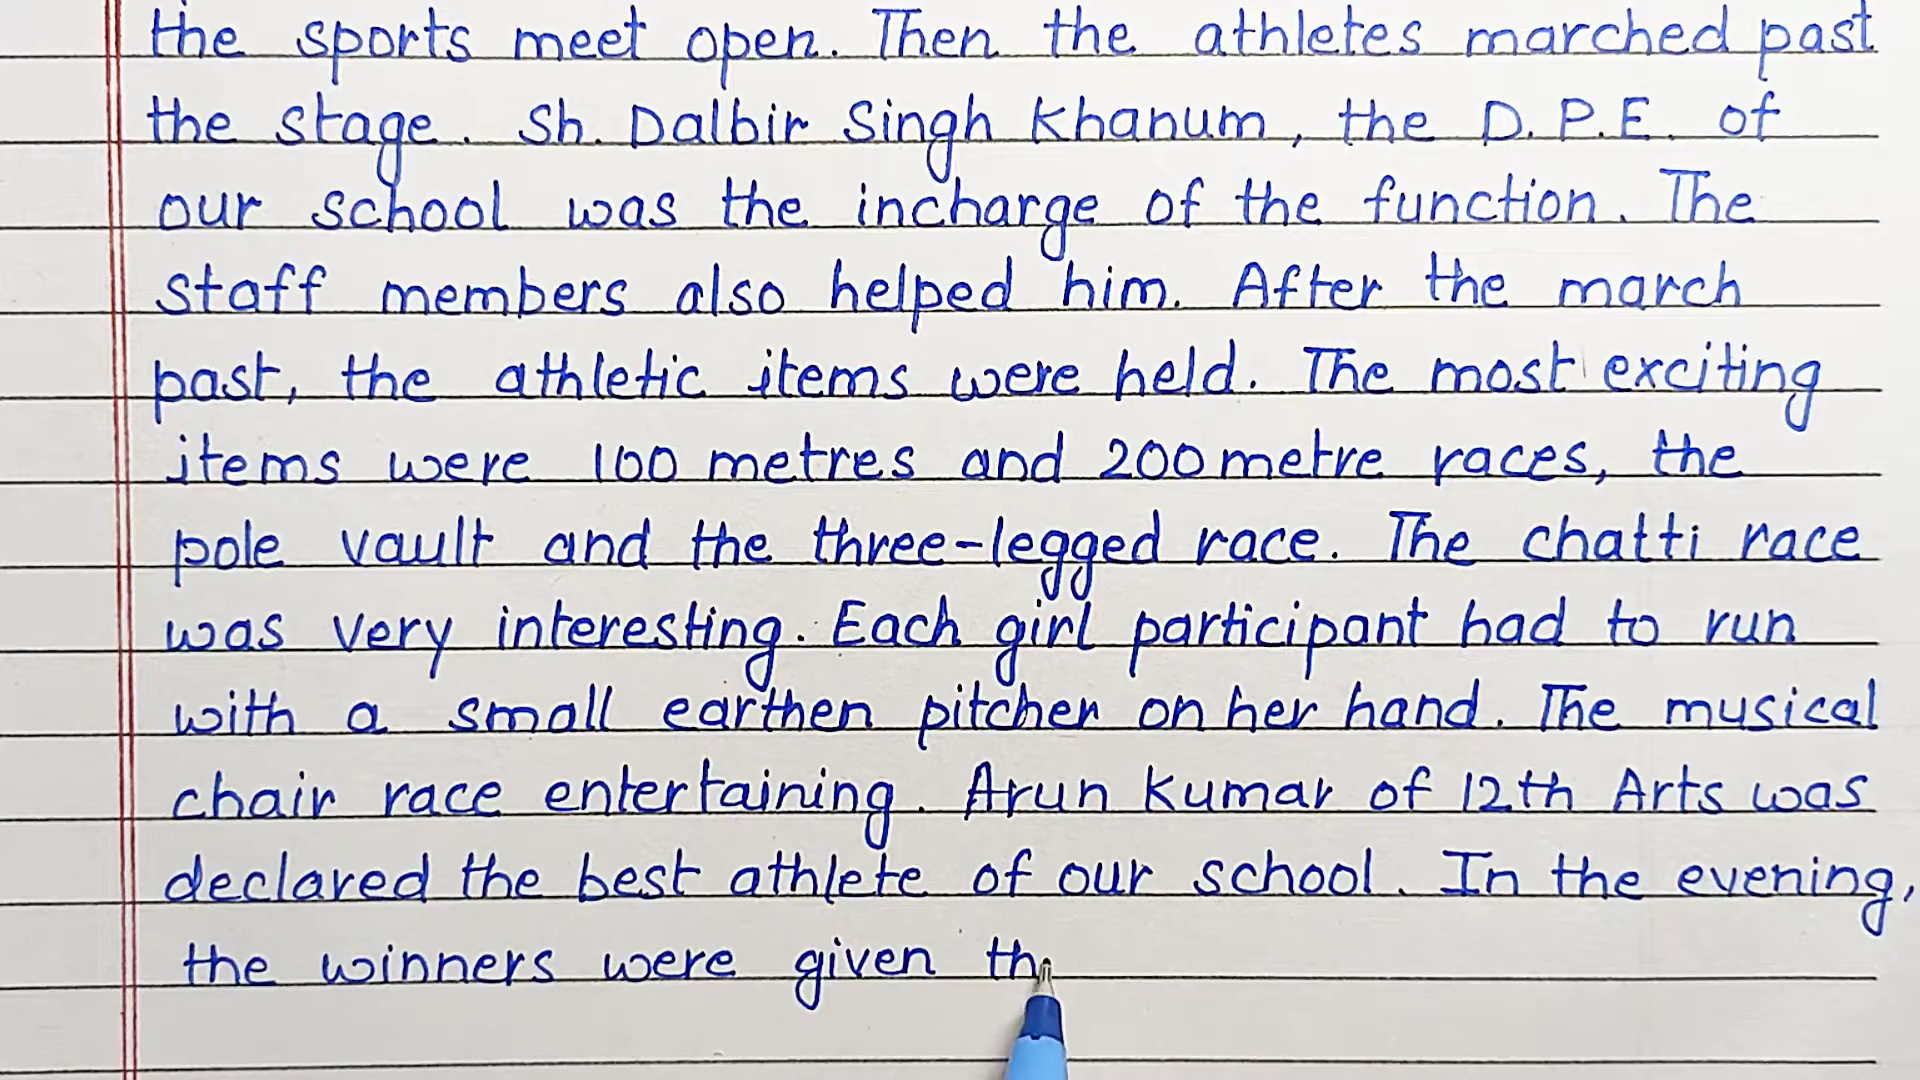 the sports meet open. Then the athletes marched past
the stage. Sh. Dalbir Singh Khanum, the D.P.E. of
our school was the incharge of the function. The
staff members also helped him. After the march
past, the athletic items were held. The most exciting
items were 100 metres and 200 metre races, the
pole vault and the three-legged race. The chatti race
was very interesting. Each girl participant had to run
with a small earthen pitcher on her hand. The musical
chair race entertaining. Arun Kumar of 12th Arts was
declared the best athlete of our school. In the evening,
the winners were given th